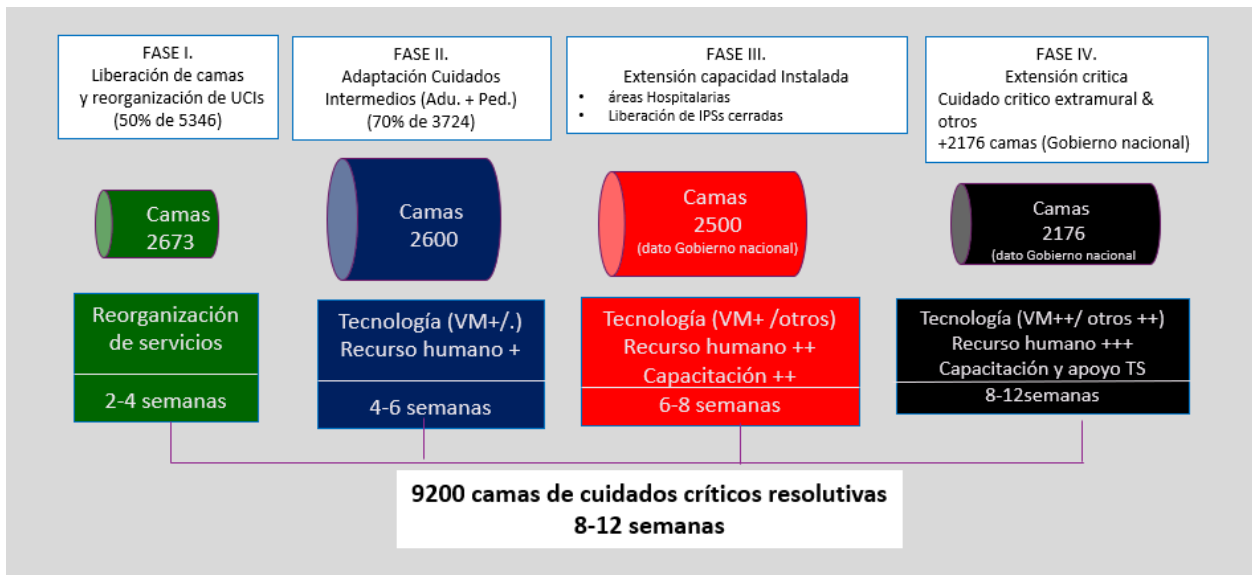 FASE I.
Liberación de camas
y reorganización de UCIs
(50% de 5346)
FASE II.
Adaptación Cuidados
Intermedios (Adu. + Ped.)
(70% de 3724)
FASE III.
Extensión capacidad Instalada
• áreas Hospitalarias
• Liberación de IPSs cerradas
FASE IV.
Extensión critica
Cuidado critico extramural &
otros
+2176 camas (Gobierno nacional)
Camas
2673
Camas
2600
Camas
2500
(dato Gobierno nacional)
Camas
2176
(dato Gobierno nacional
Reorganización
de servicios
2-4 semanas
Tecnología (VM+/.)
Recurso humano +
4-6 semanas
Tecnología (VM+ /otros)
Recurso humano ++
Capacitación ++
6-8 semanas
Tecnología (VM++/ otros ++)
Recurso humano +++
Capacitación y apoyo TS
8-12semanas
9200 camas de cuidados críticos resolutivas
8-12 semanas